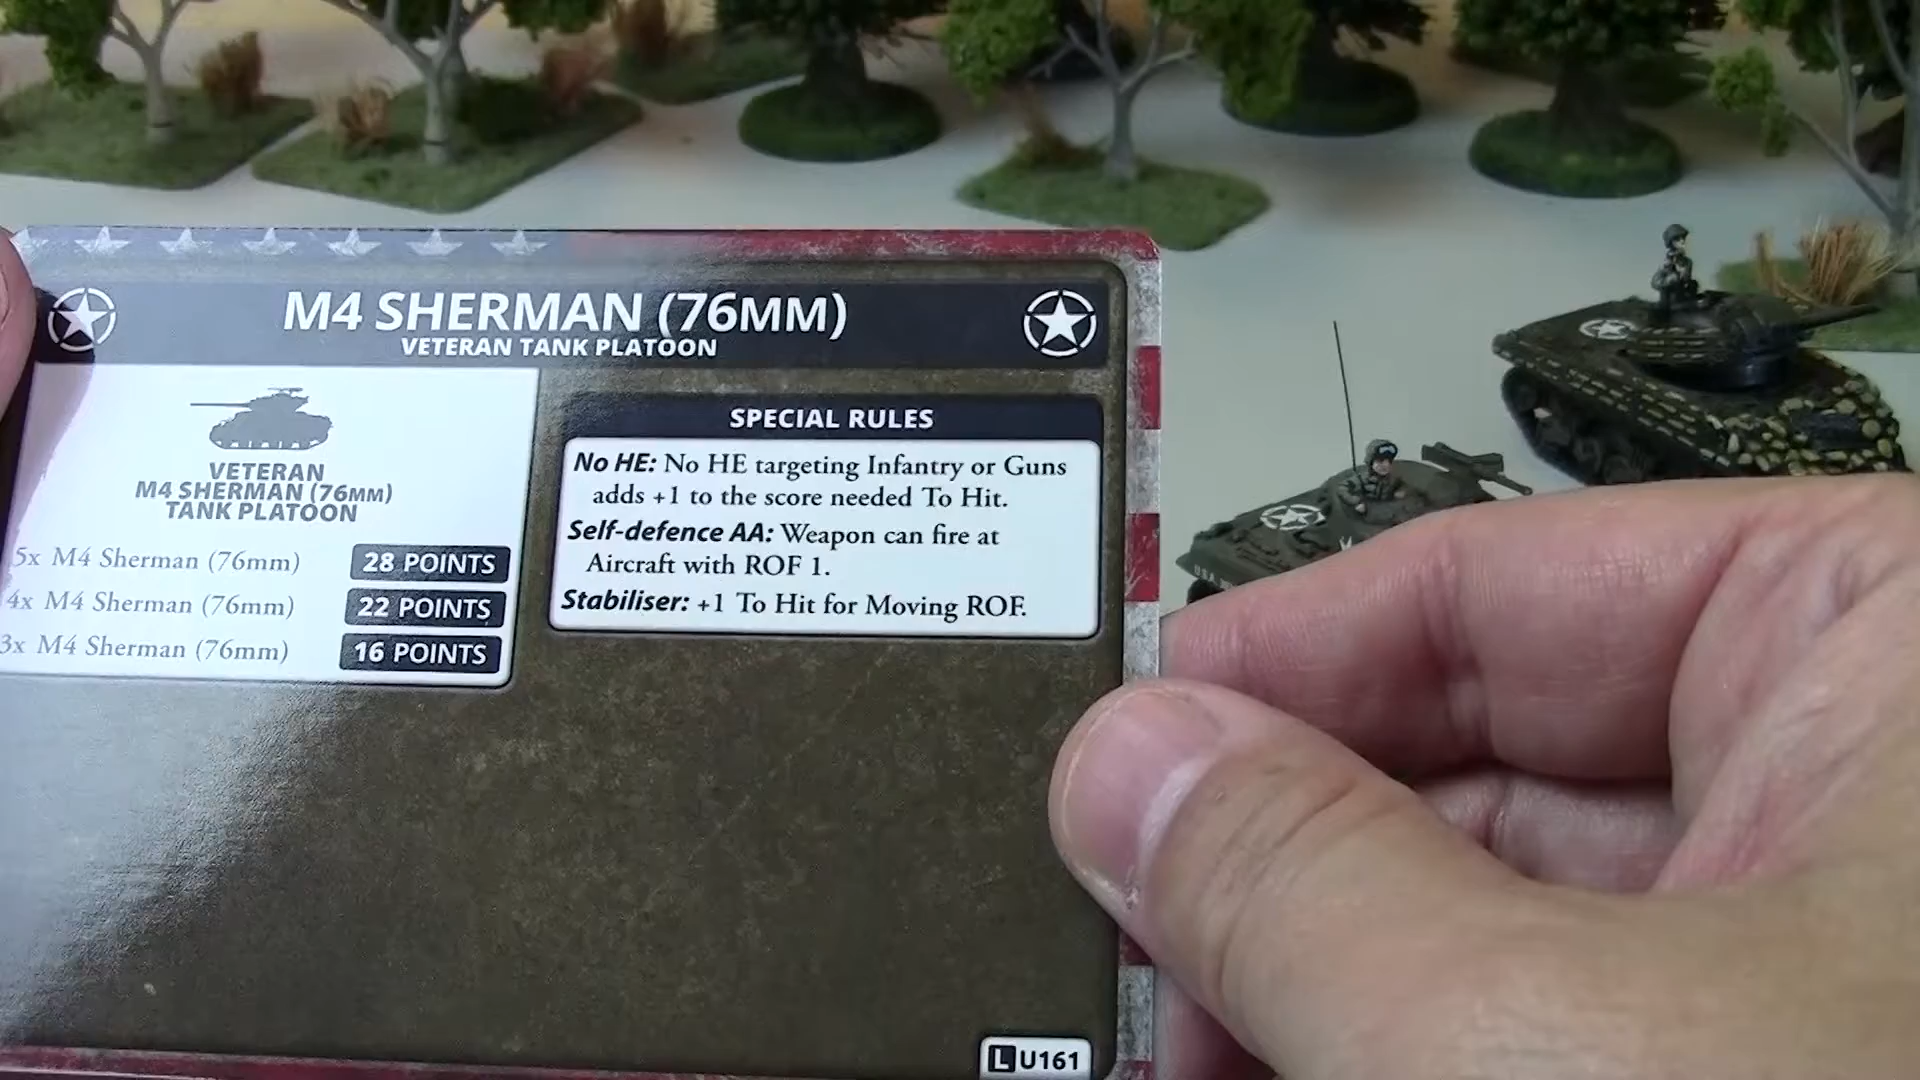 M4 SHERMAN (76MM)
VETERAN TANK PLATOON
VETERAN
M4 SHERMAN (76MM)
TANK PLATOON
5x M4 Sherman (76mm) 28 POINTS
4x M4 Sherman (76mm) 22 POINTS
3x M4 Sherman (76mm) 16 POINTS
SPECIAL RULES
No HE: No HE targeting Infantry or Guns
adds +1 to the score needed To Hit.
Self-defence AA: Weapon can fire at
Aircraft with ROF 1.
Stabiliser: +1 To Hit for Moving ROF.
L U161
USA